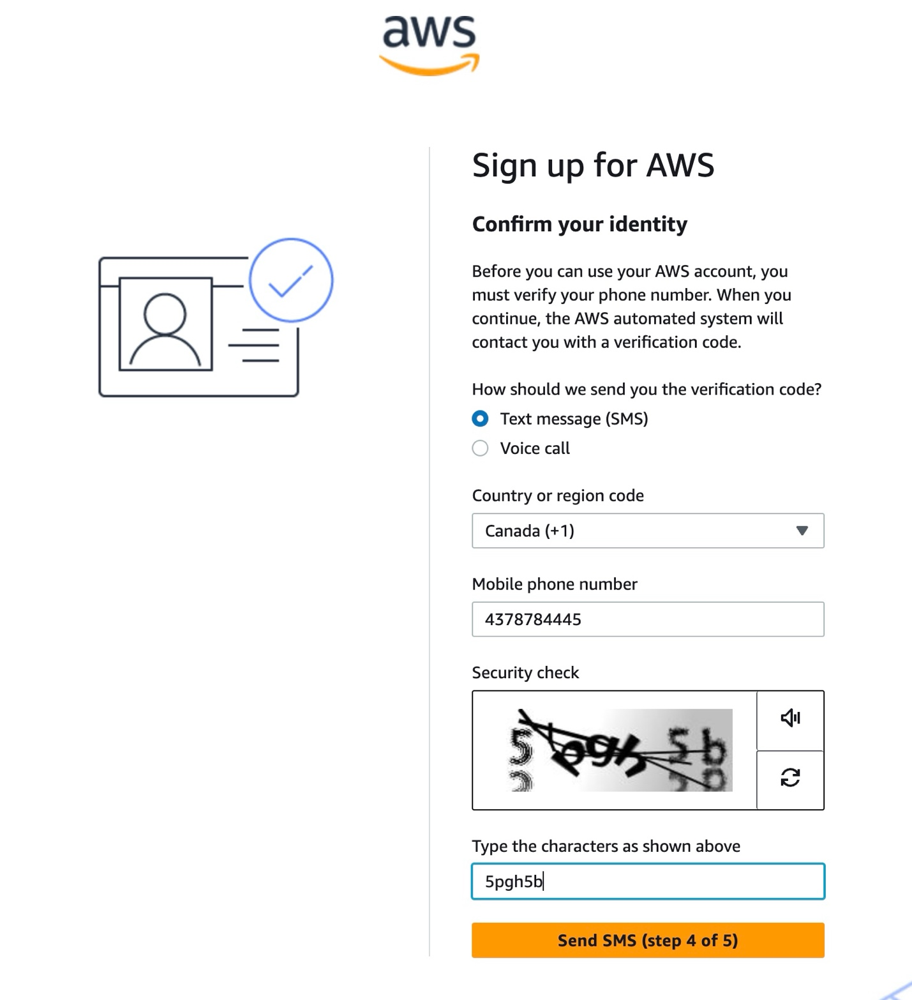 aws
Sign up for AWS
Confirm your identity
Before you can use your AWS account, you
must verify your phone number. When you
continue, the AWS automated system will
contact you with a verification code.
How should we send you the verification code?
Text message (SMS)
Voice call
Country or region code
Canada (+1)
Mobile phone number
4378784445
Security check
Type the characters as shown above
5pgh5b
Send SMS (step 4 of 5)